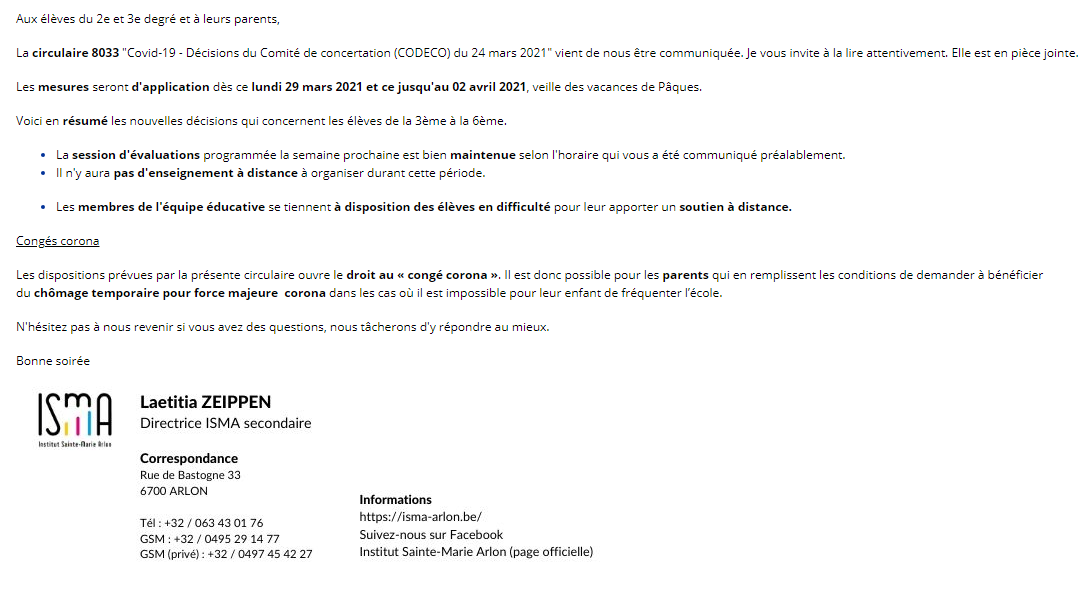 Aux élèves du 2e et 3e degré et à leurs parents,
La circulaire 8033 "Covid-19 - Décisions du Comité de concertation (CODECO) du 24 mars 2021" vient de nous être communiquée. Je vous invite à la lire attentivement. Elle est en pièce jointe.
Les mesures seront d'application dès ce lundi 29 mars 2021 et ce jusqu'au 02 avril 2021, veille des vacances de Pâques.
Voici en résumé les nouvelles décisions qui concernent les élèves de la 3ème à la 6ème.
• La session d'évaluations programmée la semaine prochaine est bien maintenue selon l'horaire qui vous a été communiqué préalablement.
• Il n'y aura pas d'enseignement à distance à organiser durant cette période.
• Les membres de l'équipe éducative se tiennent à disposition des élèves en difficulté pour leur apporter un soutien à distance.
Congés corona
Les dispositions prévues par la présente circulaire ouvre le droit au « congé corona ». Il est donc possible pour les parents qui en remplissent les conditions de demander à bénéficier
du chômage temporaire pour force majeure  corona dans les cas où il est impossible pour leur enfant de fréquenter l’école.
N'hésitez pas à nous revenir si vous avez des questions, nous tâcherons d'y répondre au mieux.
Bonne soirée
ISMA
Institut Sainte-Marie Arlon
Laetitia ZEIPPEN
Directrice ISMA secondaire
Correspondance
Rue de Bastogne 33
6700 ARLON
Tél : +32 / 063 43 01 76
GSM : +32 / 0495 29 14 77
GSM (privé) : +32 / 0497 45 42 27
Informations
https://isma-arlon.be/
Suivez-nous sur Facebook
Institut Sainte-Marie Arlon (page officielle)